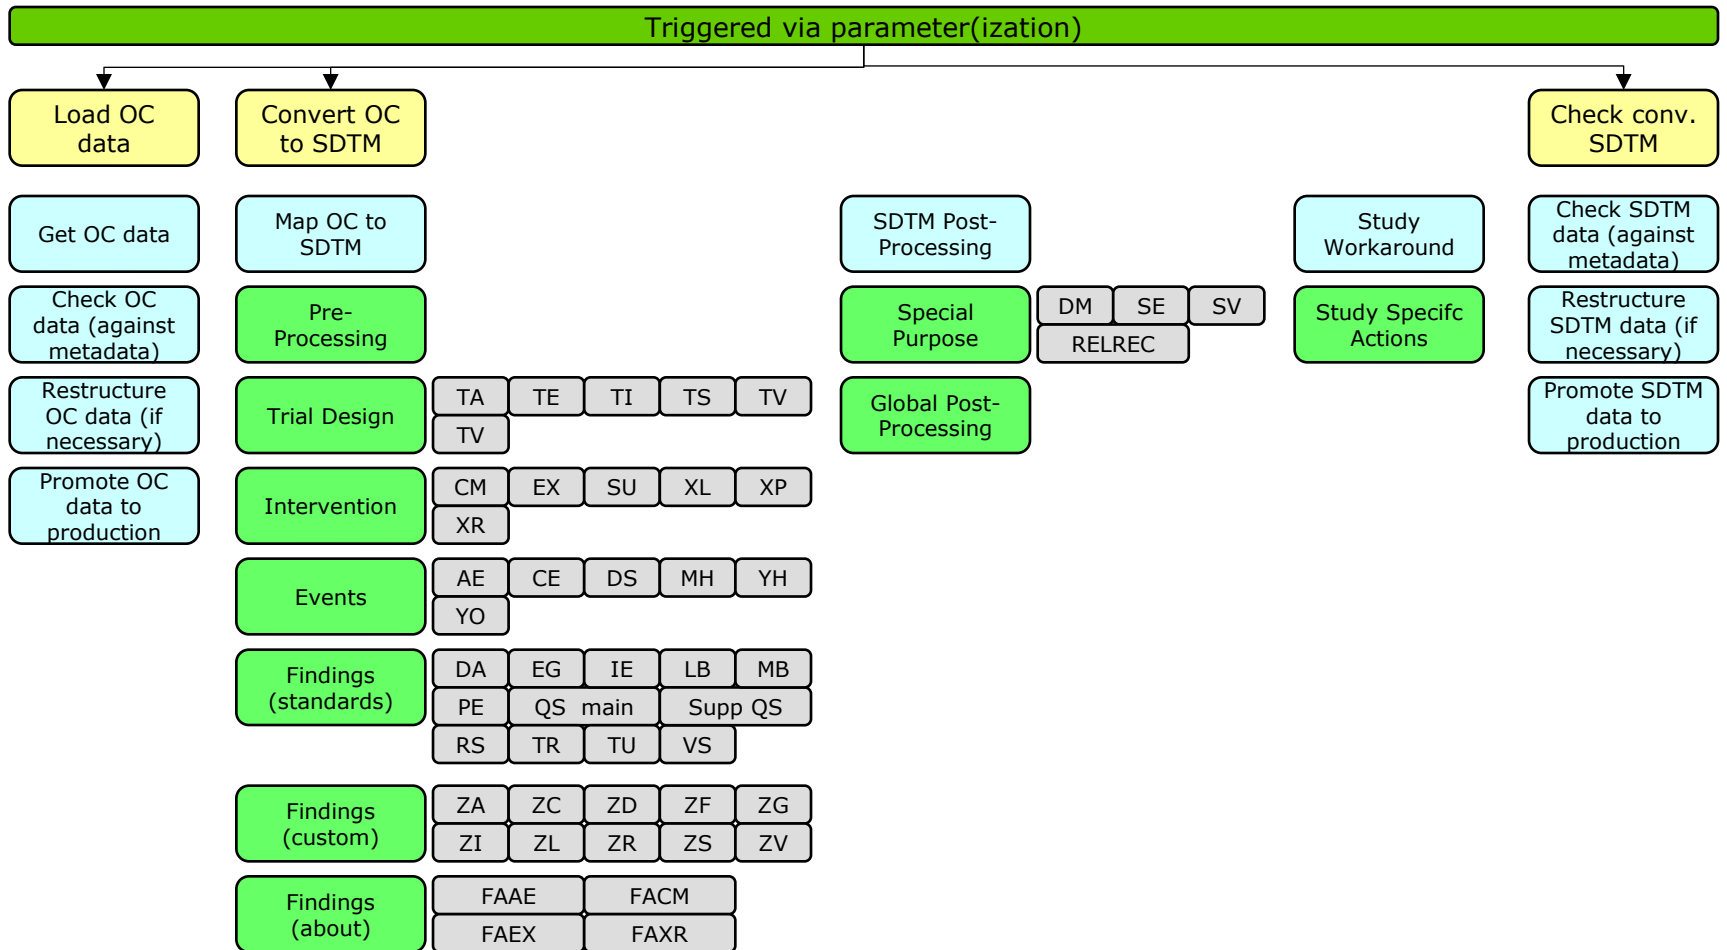 Triggered via parameter(ization)
Load OC
data
Convert OC
to SDTM
Check conv.
SDTM
Get OC data
Map OC to
SDTM
SDTM Post-
Processing
Study
Workaround
Check SDTM
data (against
metadata)
Check OC
data (against
metadata)
Pre-
Processing
Special
Purpose
DM SE SV
RELREC
Study Specifc
Actions
Restructure
SDTM data (if
necessary)
Restructure
OC data (if
necessary)
Trial Design
TA TE TI TS TV
TV
Global Post-
Processing
Promote SDTM
data to
production
Promote OC
data to
production
Intervention
CM EX SU XL XP
XR
Events
AE CE DS MH YH
YO
Findings
(standards)
DA EG IE LB MB
PE QS main Supp QS
RS TR TU VS
Findings
(custom)
ZA ZC ZD ZF ZG
ZI ZL ZR ZS ZV
Findings
(about)
FAAE FACM
FAEX FAXR